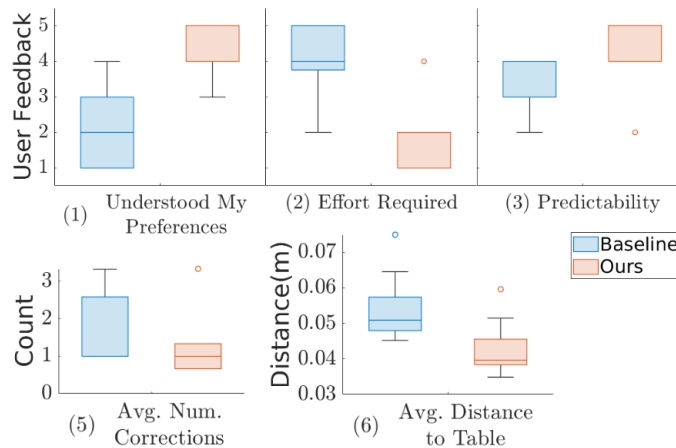 User Feedback
5
4
3
2
1
(1) Understood My
Preferences
(2) Effort Required
(3) Predictability
Baseline
Ours
Count
3
2
1
0
(5) Avg. Num.
Corrections
Distance(m)
0.07
0.06
0.05
0.04
0.03
(6) Avg. Distance
to Table